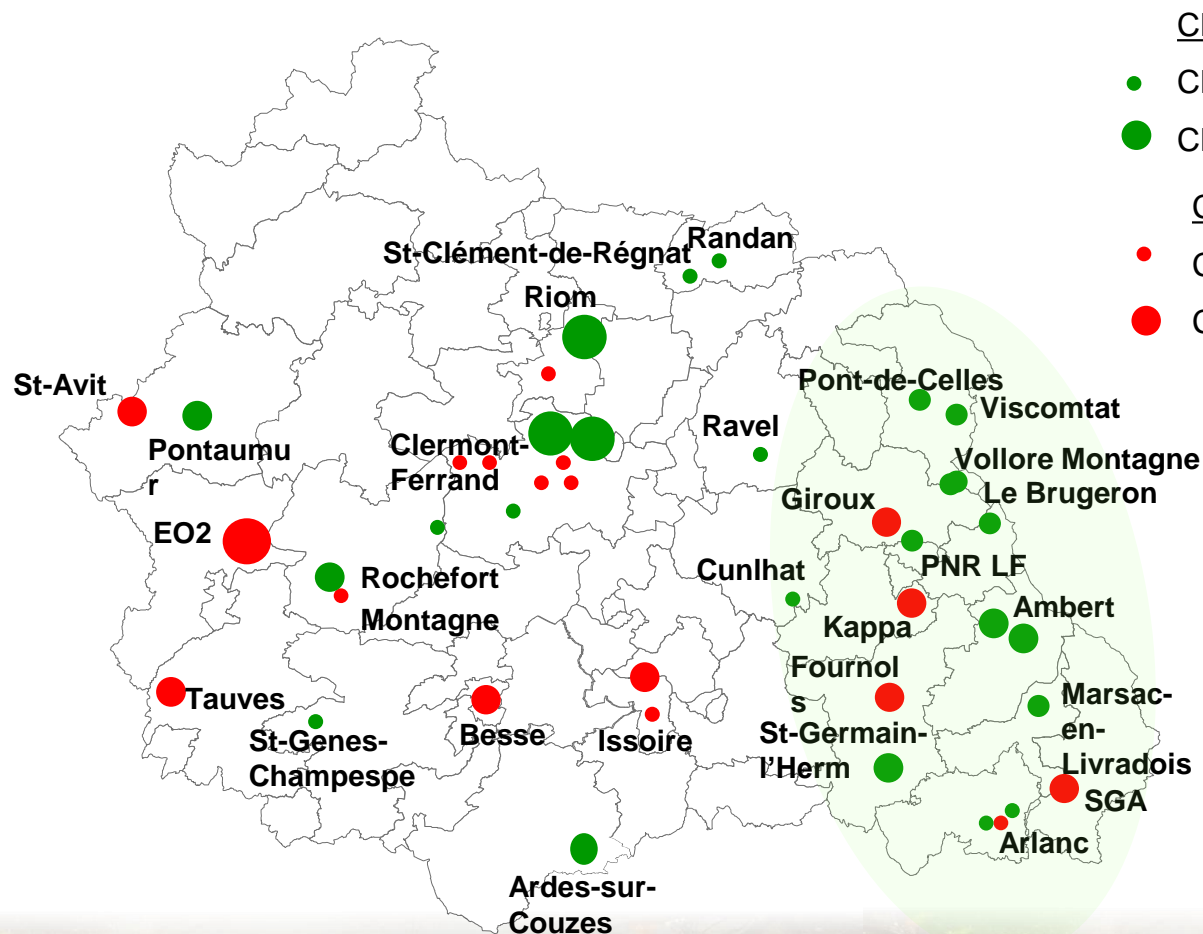 Randan
St-Clément-de-Régnat
Riom
St-Avit
Pontaumu
r
Clermont-
Ferrand
Ravel
Pont-de-Celles
Viscomtat
Vollore Montagne
Le Brugeron
Giroux
EO2
PNR LF
Rochefort
Montagne
Cunlhat
Ambert
Kappa
Fournol
s
Tauves
St-Genes-
Champespe
Besse
Issoire
St-Germain-
l'Herm
Marsac-
en-
Livradois
SGA
Arlanc
Ardes-sur-
Couzes